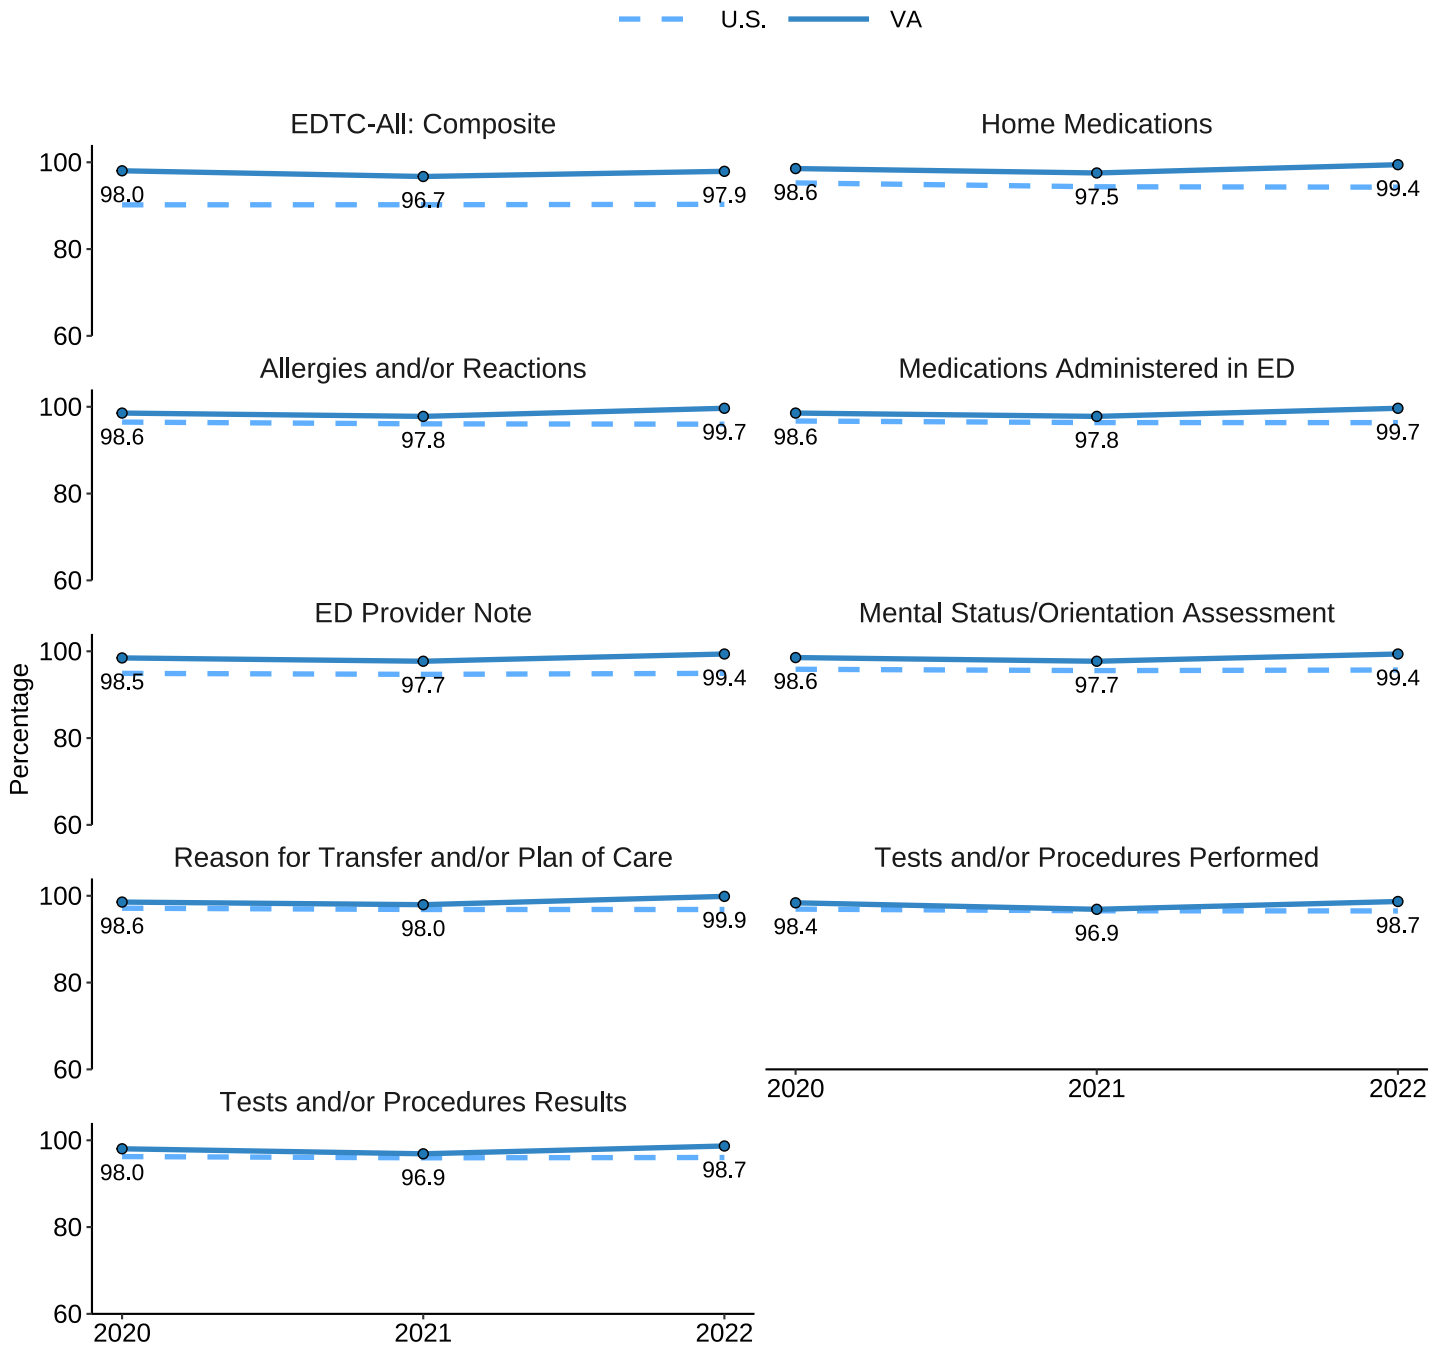 U.S. VA
EDTC-All: Composite
Home Medications
100
80
60
98.0 96.7 97.9
98.6 97.5 99.4
Allergies and/or Reactions
Medications Administered in ED
100
80
60
98.6 97.8 99.7
98.6 97.8 99.7
ED Provider Note
Mental Status/Orientation Assessment
Percentage
100
80
60
98.5 97.7 99.4
98.6 97.7 99.4
Reason for Transfer and/or Plan of Care
Tests and/or Procedures Performed
100
80
60
98.6 98.0 99.9
98.4 96.9 98.7
2020 2021 2022
Tests and/or Procedures Results
100
80
60
98.0 96.9 98.7
2020 2021 2022